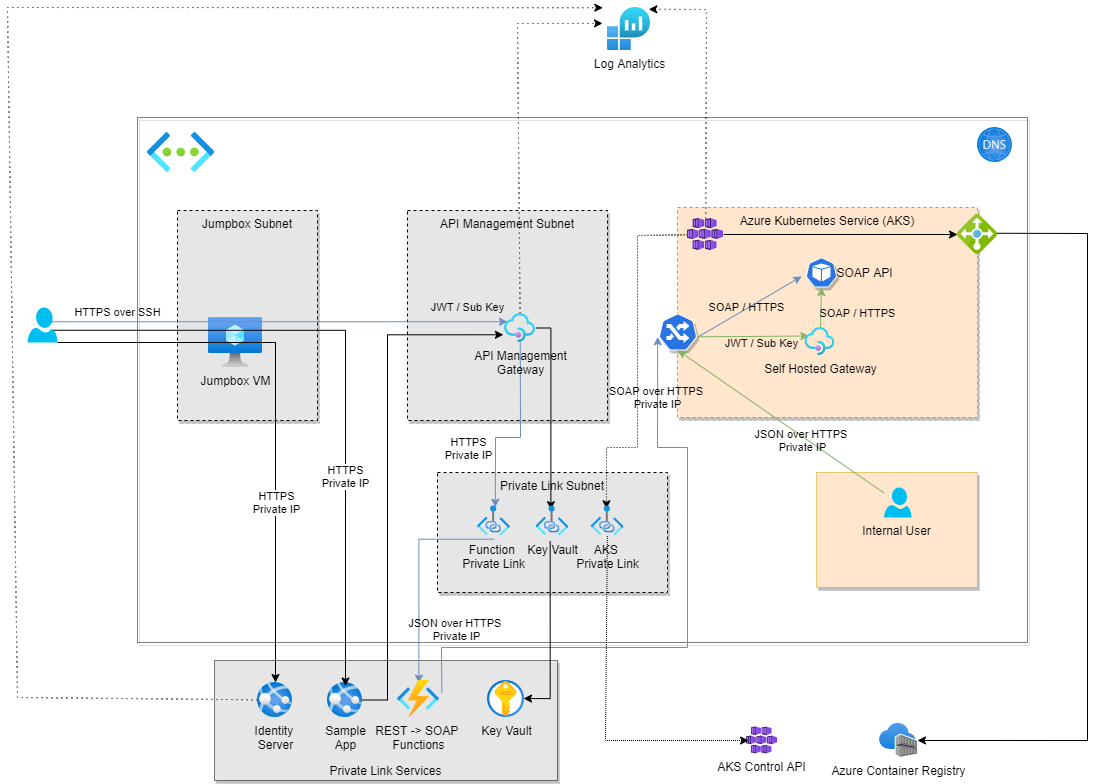 Log Analytics
DNS
Jumpbox Subnet
API Management Subnet
Azure Kubernetes Service (AKS)
SOAP API
HTTPS over SSH
JWT / Sub Key
SOAP / HTTPS
SOAP / HTTPS
JWT / Sub Key
API Management
Gateway
Self Hosted Gateway
Jumpbox VM
SOAP over HTTPS
Private IP
JSON over HTTPS
Private IP
HTTPS
Private IP
HTTPS
Private IP
HTTPS
Private IP
Private Link Subnet
Internal User
Function
Private Link
Key Vault
AKS
Private Link
JSON over HTTPS
Private IP
Identity
Server
Sample
App
REST -> SOAP
Functions
Key Vault
Private Link Services
AKS Control API
Azure Container Registry